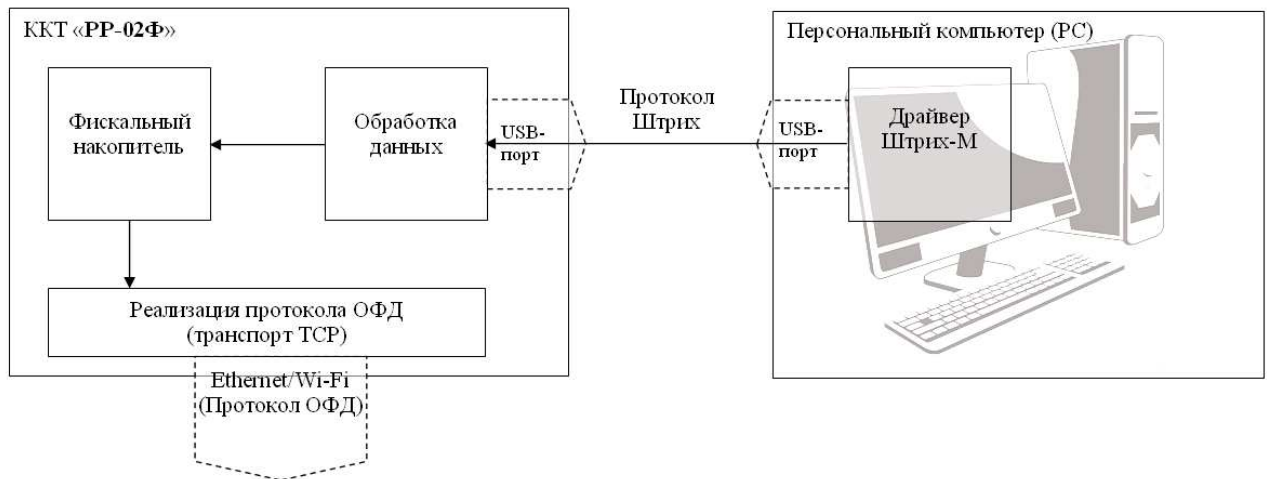 ККТ «РР-02Ф»
Фискальный
накопитель
Обработка
данных
USB-
порт
Протокол
Штрих
Персональный компьютер (PC)
USB-
порт
Драйвер
Штрих-М
Реализация протокола ОФД
(транспорт TCP)
Ethernet/Wi-Fi
(Протокол ОФД)